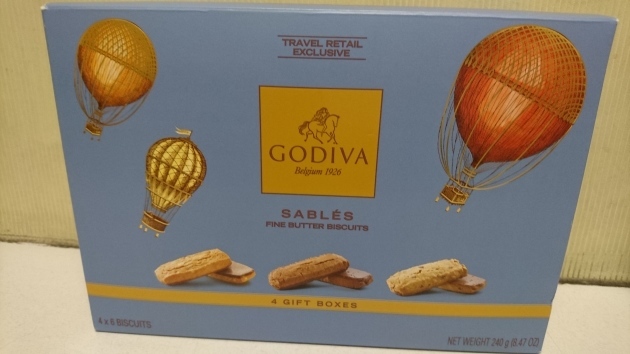 TRAVEL RETAIL
EXCLUSIVE
GODIVA
Belgium 1926
SABLÉS
FINE BUTTER BISCUITS
4 GIFT BOXES
4 x 8 BISCUITS
NET WEIGHT 240 g (8.47 OZ)